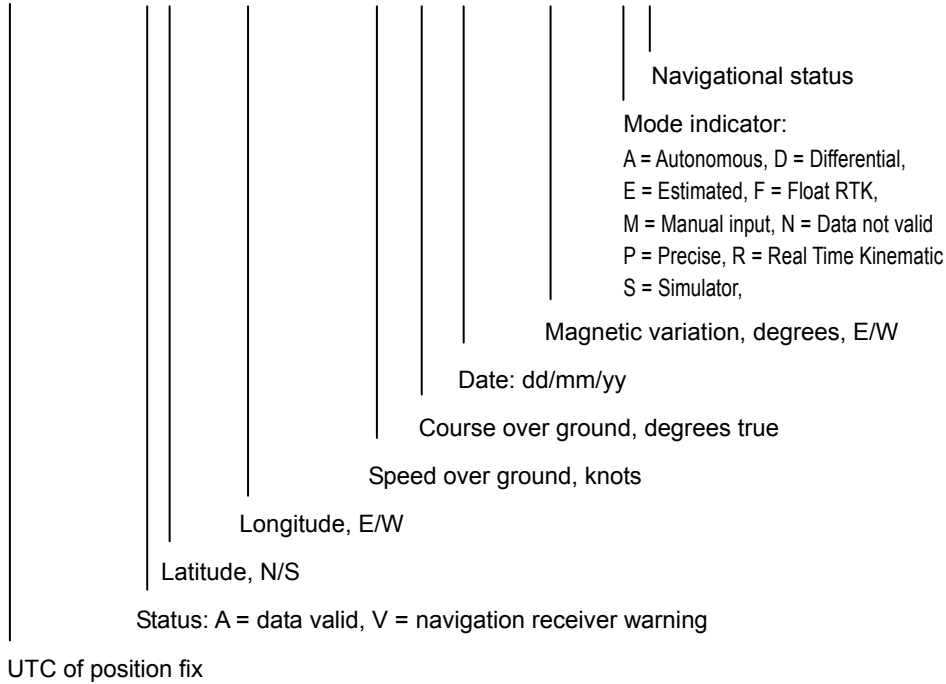 Navigational status
Mode indicator:
A = Autonomous, D = Differential,
E = Estimated, F = Float RTK,
M = Manual input, N = Data not valid
P = Precise, R = Real Time Kinematic
S = Simulator,
Magnetic variation, degrees, E/W
Date: dd/mm/yy
Course over ground, degrees true
Speed over ground, knots
Longitude, E/W
Latitude, N/S
Status: A = data valid, V = navigation receiver warning
UTC of position fix